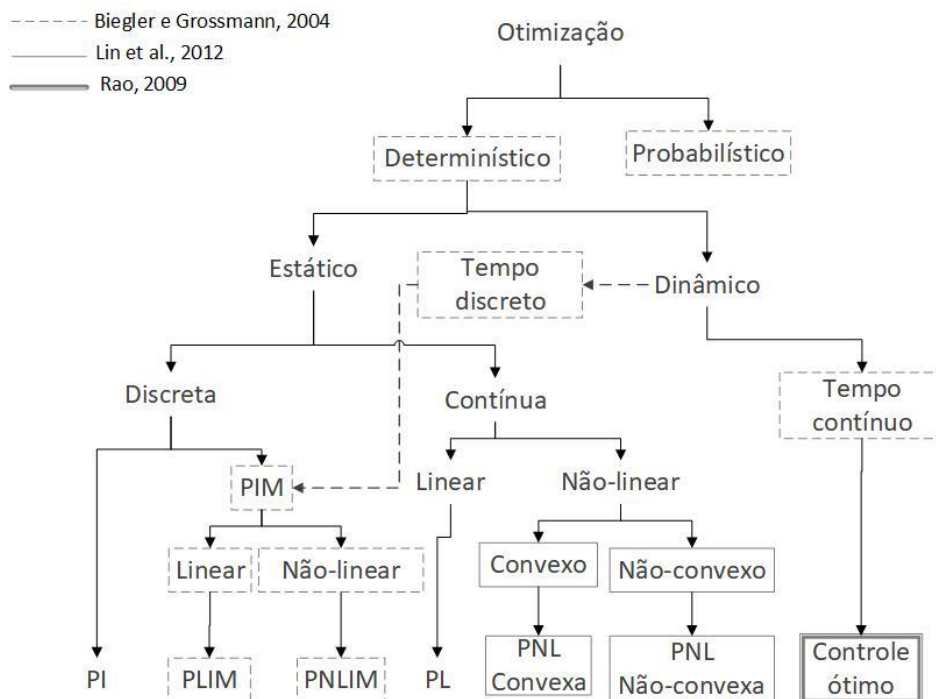 Biegler e Grossmann, 2004
Lin et al., 2012
Rao, 2009
Otimização
Determinístico
Probabilístico
Estático
Tempo
discreto
Dinâmico
Discreta
Contínua
Tempo
contínuo
PIM
Linear
Não-linear
Linear
Não-linear
Convexo
Não-convexo
PI
PLIM
PNLIM
PL
PNL
Convexa
PNL
Não-convexa
Controle
ótimo